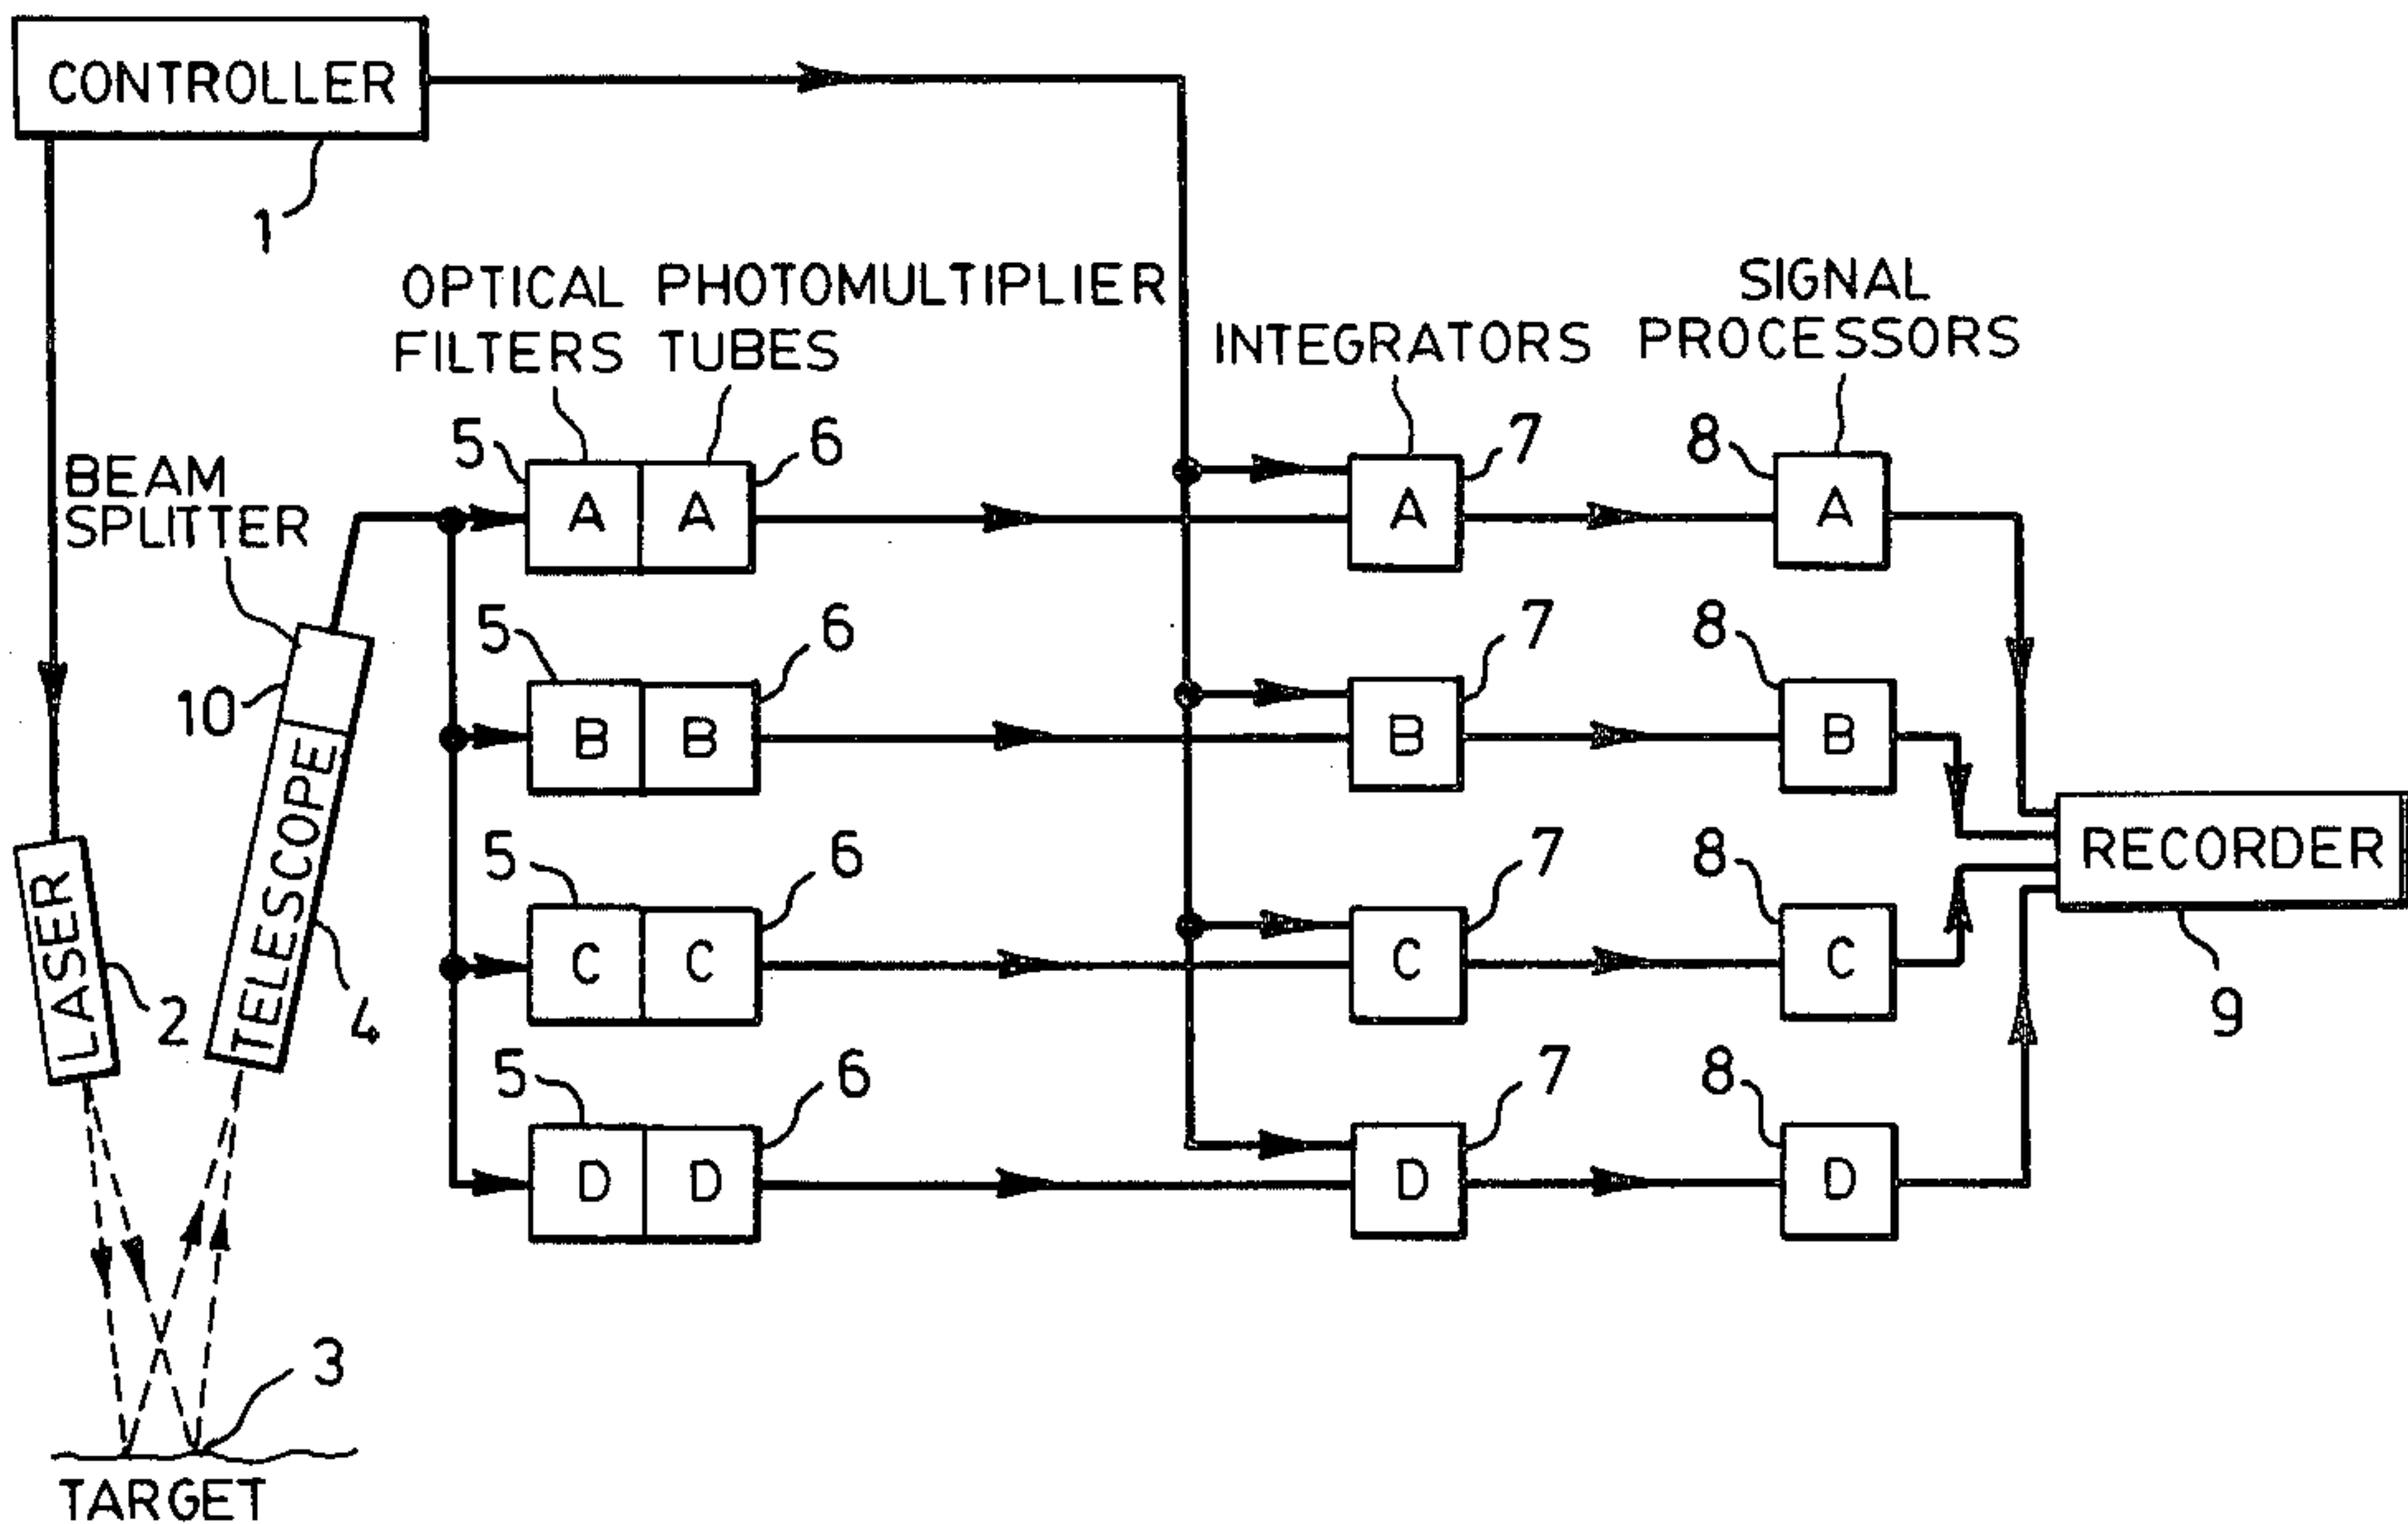 CONTROLLER
1
OPTICAL PHOTOMULTIPLIER
FILTERS TUBES
INTEGRATORS
SIGNAL
PROCESSORS
BEAM
SPLITTER
5
A
A
6
7
A
8
A
5
B
B
6
7
B
8
B
10
TELESCOPE
4
LASER
2
RECORDER
9
5
C
C
6
7
C
8
C
5
D
D
6
7
D
8
D
3
TARGET